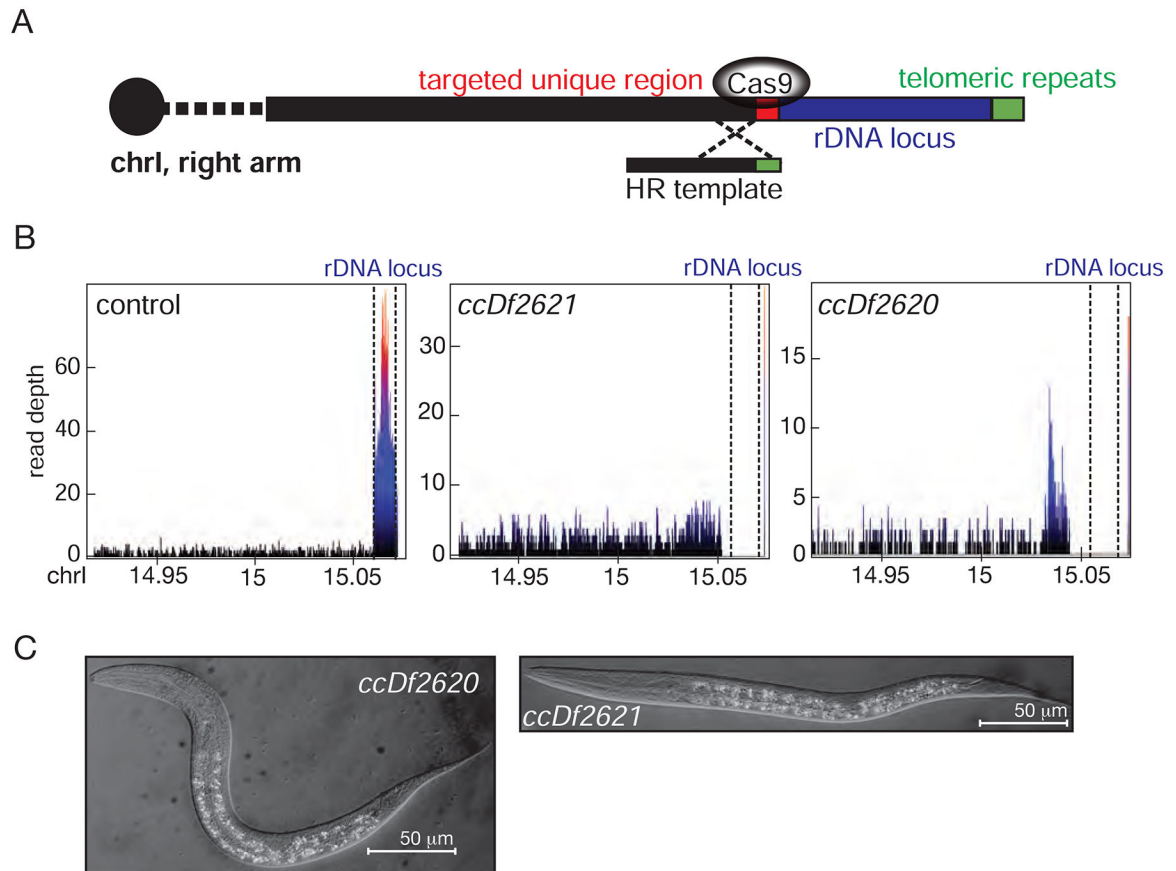 A
targeted unique region
Cas9
telomeric repeats
chrI, right arm
rDNA locus
HR template
B
rDNA locus
rDNA locus
rDNA locus
control
ccDf2621
ccDf2620
read depth
60
40
20
0
30
20
10
0
15
10
5
0
chrI
14.95
15
15.05
14.95
15
15.05
14.95
15
15.05
C
ccDf2620
50 μm
ccDf2621
50 μm